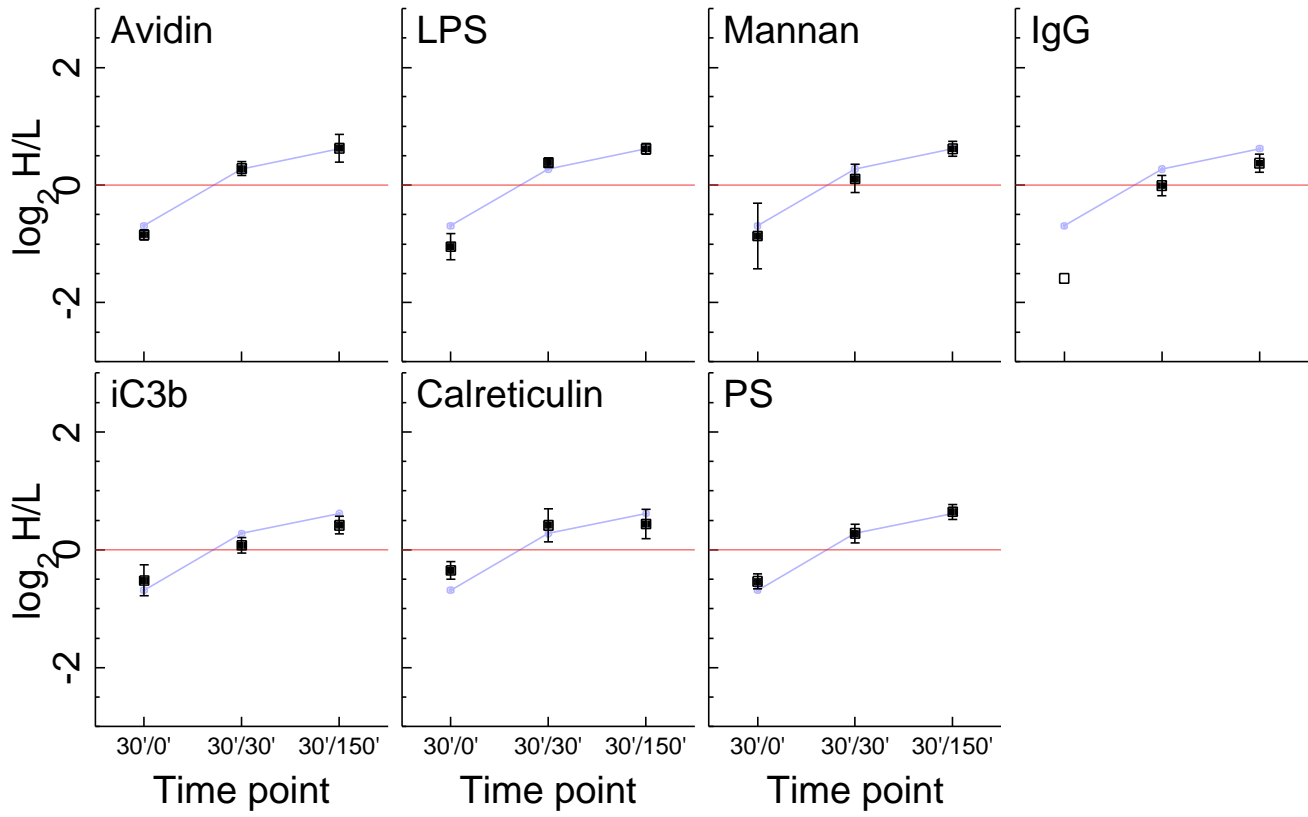 Avidin LPS Mannan IgG
2
0
-2
log2 H/L
iC3b Calreticulin PS
2
0
-2
log2 H/L
30'/0' 30'/30' 30'/150' 30'/0' 30'/30' 30'/150' 30'/0' 30'/30' 30'/150'
Time point Time point Time point